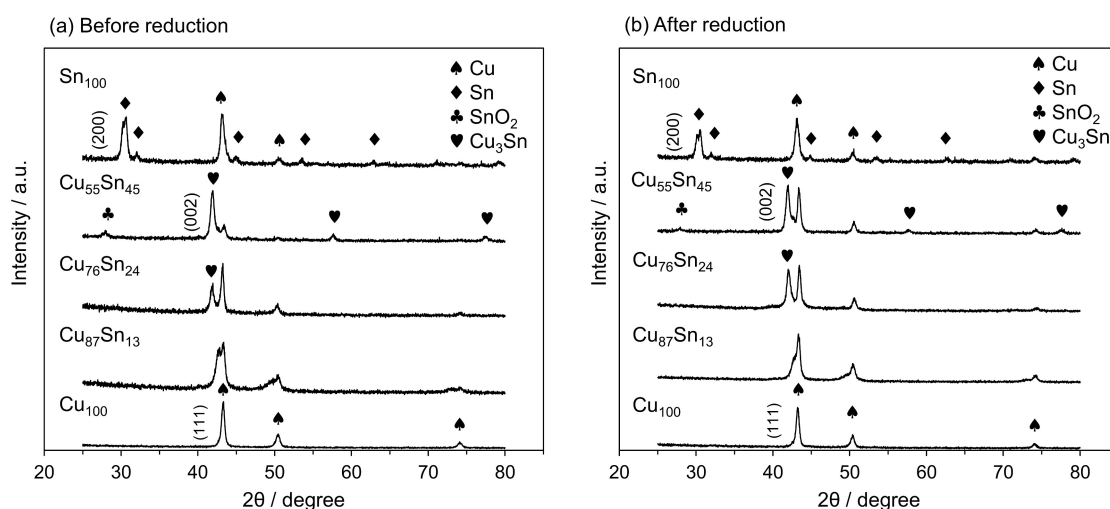 (a) Before reduction
Sn₁₀₀
♠ Cu
♦ Sn
♣ SnO₂
♥ Cu₃Sn
(200)
Cu₅₅Sn₄₅
(002)
Cu₇₆Sn₂₄
Cu₈₇Sn₁₃
Cu₁₀₀
(111)
Intensity / a.u.
20 30 40 50 60 70 80
2θ / degree
(b) After reduction
Sn₁₀₀
♠ Cu
♦ Sn
♣ SnO₂
♥ Cu₃Sn
(200)
Cu₅₅Sn₄₅
(002)
Cu₇₆Sn₂₄
Cu₈₇Sn₁₃
Cu₁₀₀
(111)
Intensity / a.u.
20 30 40 50 60 70 80
2θ / degree